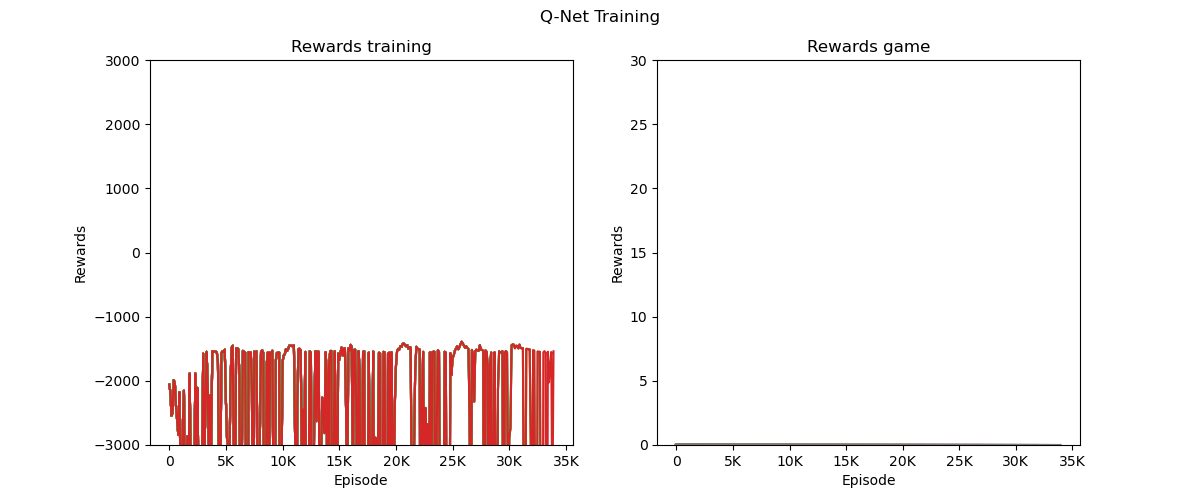 Q-Net Training
Rewards training
Rewards game
3000
2000
1000
0
−1000
−2000
−3000
Rewards
0
5K
10K
15K
20K
25K
30K
35K
Episode
30
25
20
15
10
5
0
Rewards
0
5K
10K
15K
20K
25K
30K
35K
Episode